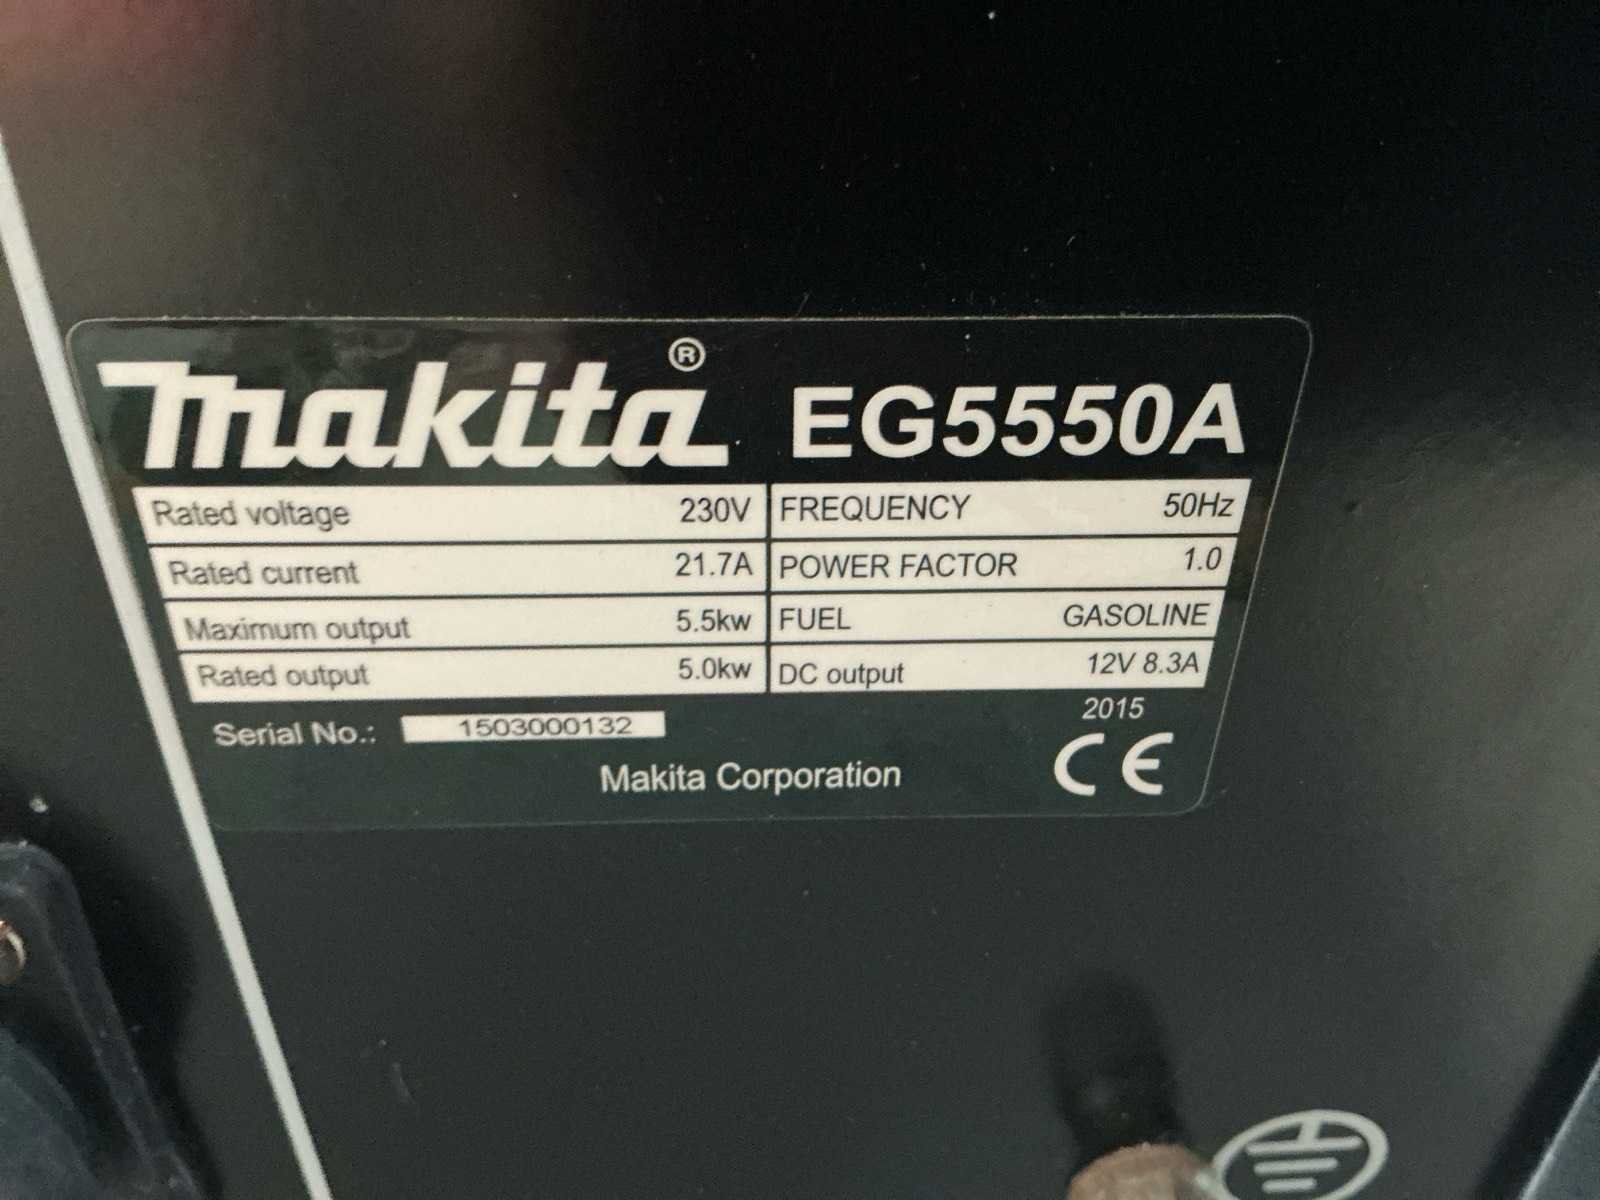 makita® EG5550A
Rated voltage 230V FREQUENCY 50Hz
Rated current 21.7A POWER FACTOR 1.0
Maximum output 5.5kw FUEL GASOLINE
Rated output 5.0kw DC output 12V 8.3A
2015
Serial No.: 1503000132
Makita Corporation CE